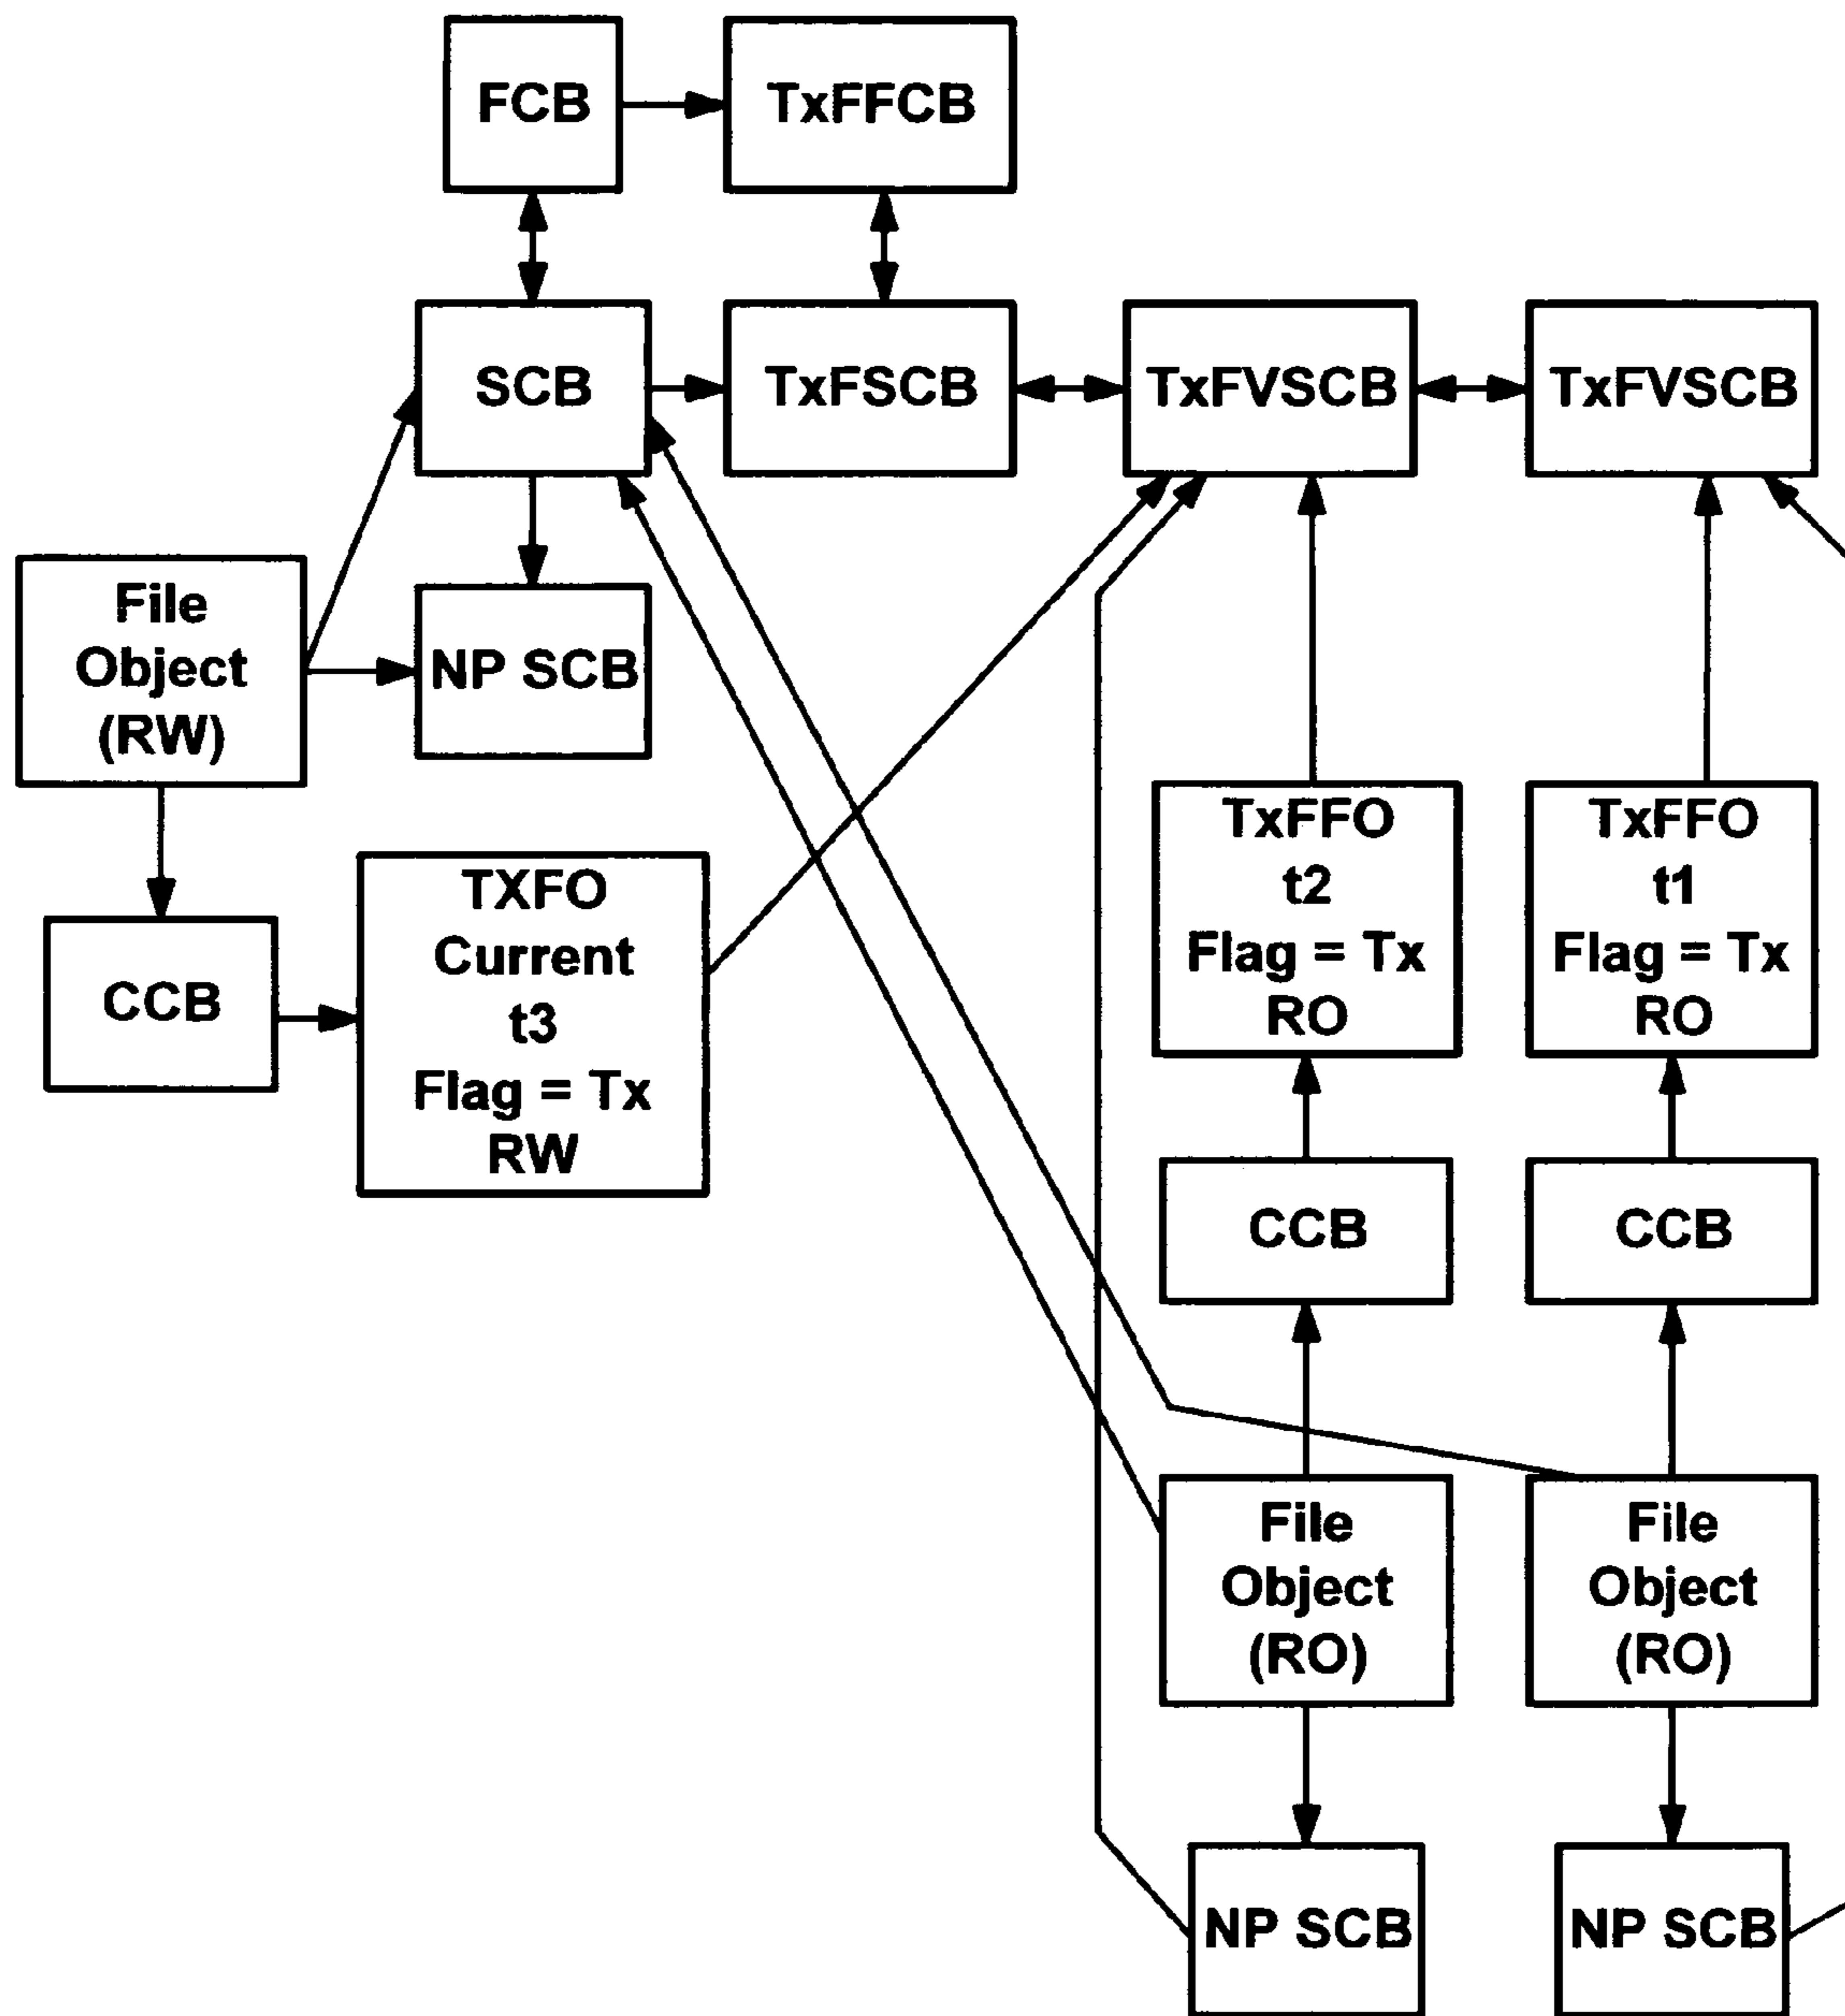 FCB
TxFFCB
SCB
TxFSCB
TxFVSCB
TxFVSCB
File
Object
(RW)
NP SCB
CCB
TXFO
Current
t3
Flag = Tx
RW
TxFFO
t2
Flag = Tx
RO
TxFFO
t1
Flag = Tx
RO
CCB
CCB
File
Object
(RO)
File
Object
(RO)
NP SCB
NP SCB